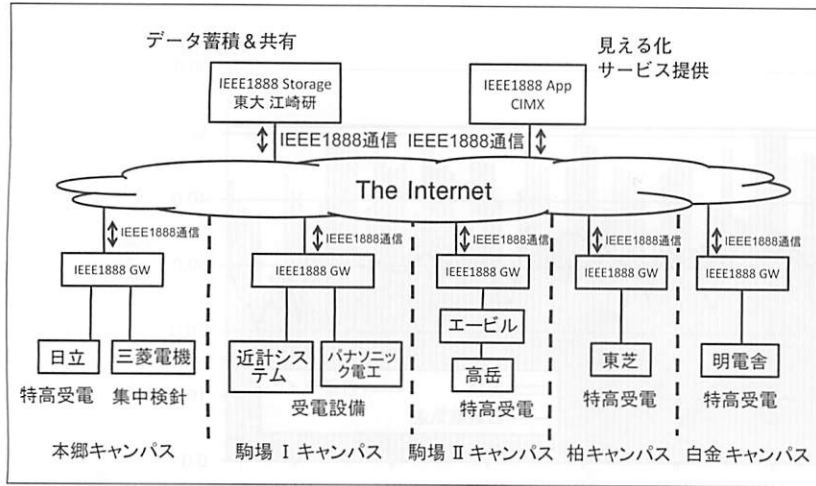 データ蓄積＆共有
見える化
サービス提供
IEEE1888 Storage
東大 江崎研
IEEE1888 App
CIMX
IEEE1888通信
IEEE1888通信
The Internet
IEEE1888通信
IEEE1888通信
IEEE1888通信
IEEE1888通信
IEEE1888通信
IEEE1888 GW
IEEE1888 GW
IEEE1888 GW
IEEE1888 GW
IEEE1888 GW
エービル
日立
三菱電機
近計シス
テム
パナソニッ
ク電工
高岳
東芝
明電舎
特高受電
集中検針
受電設備
特高受電
特高受電
特高受電
本郷キャンパス
駒場 Ⅰ キャンパス
駒場 Ⅱ キャンパス
柏キャンパス
白金キャンパス